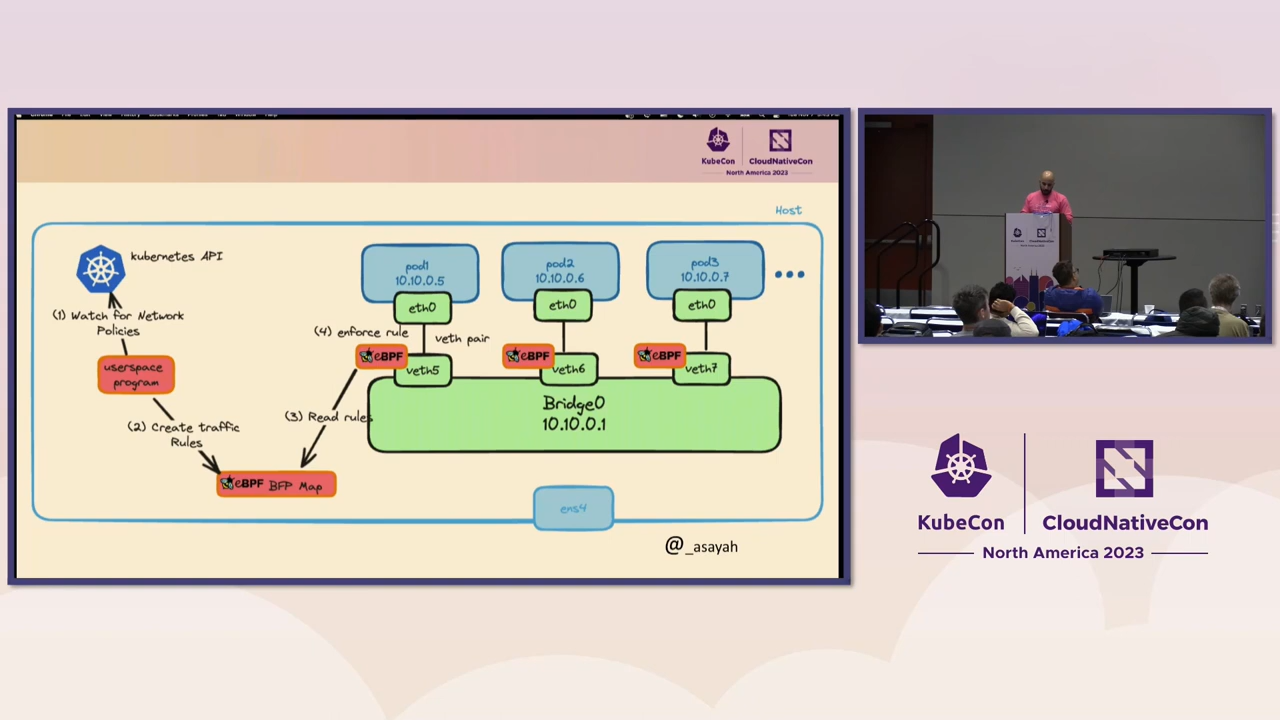 KubeCon
CloudNativeCon
North America 2023
Host
kubernetes API
(1) Watch for Network
Policies
userspace
program
(2) Create traffic
Rules
eBPF BFP Map
(3) Read rules
(4) enforce rule
veth pair
pod1
10.10.0.5
eth0
eBPF
veth5
pod2
10.10.0.6
eth0
eBPF
veth6
pod3
10.10.0.7
eth0
eBPF
veth7
Bridge0
10.10.0.1
ens4
@_asayah
KubeCon
CloudNativeCon
North America 2023